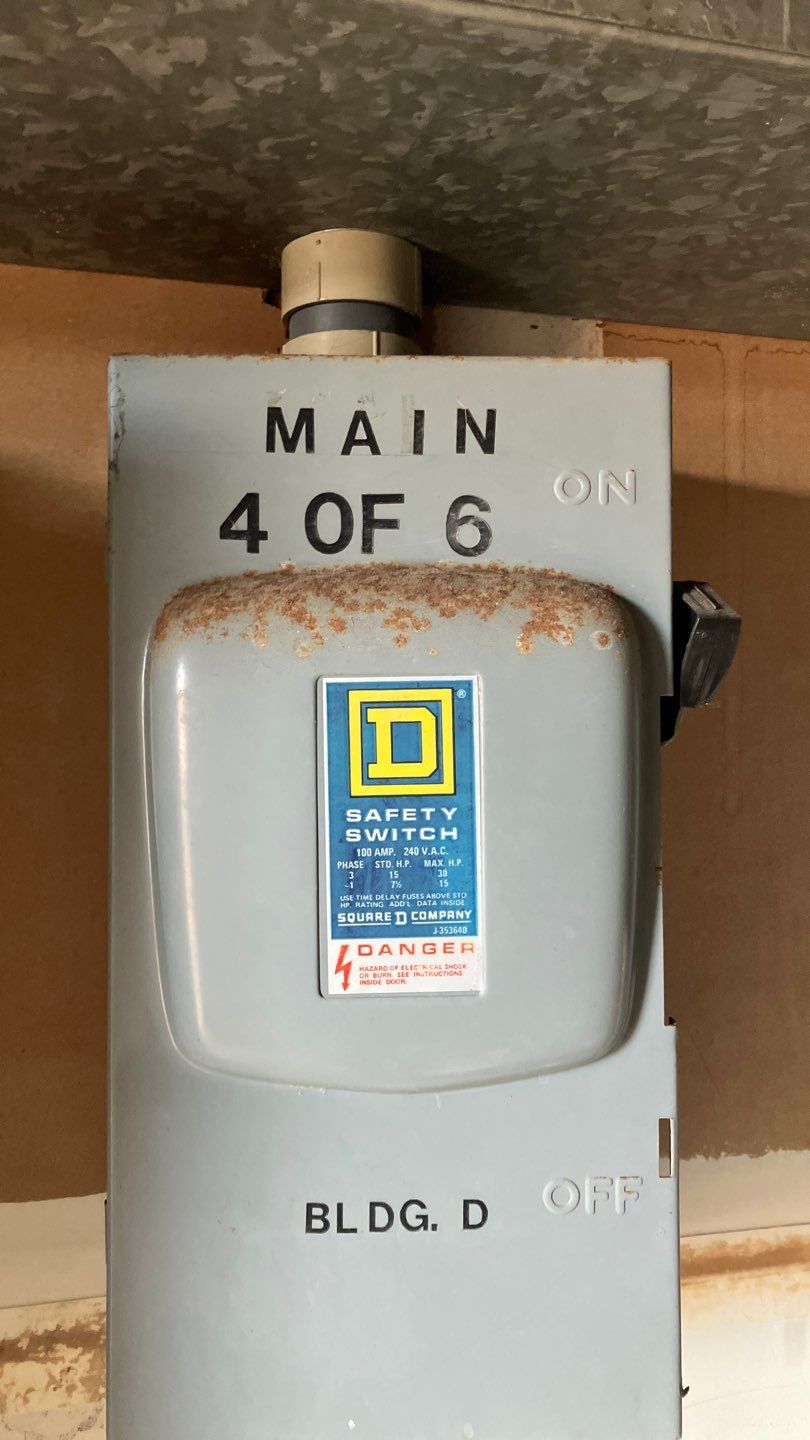 MAIN
ON
4 OF 6
D ®
SAFETY
SWITCH
100 AMP. 240 V.A.C.
PHASE STD. H.P. MAX. H.P.
3 15 30
1 7½ 15
USE TIME DELAY FUSES ABOVE STD
HP. RATING. ADD'L DATA INSIDE
SQUARE D COMPANY
J-353640
DANGER
HAZARD OF ELECTRICAL SHOCK
OR BURN. SEE INSTRUCTIONS
INSIDE DOOR.
OFF
BLDG. D